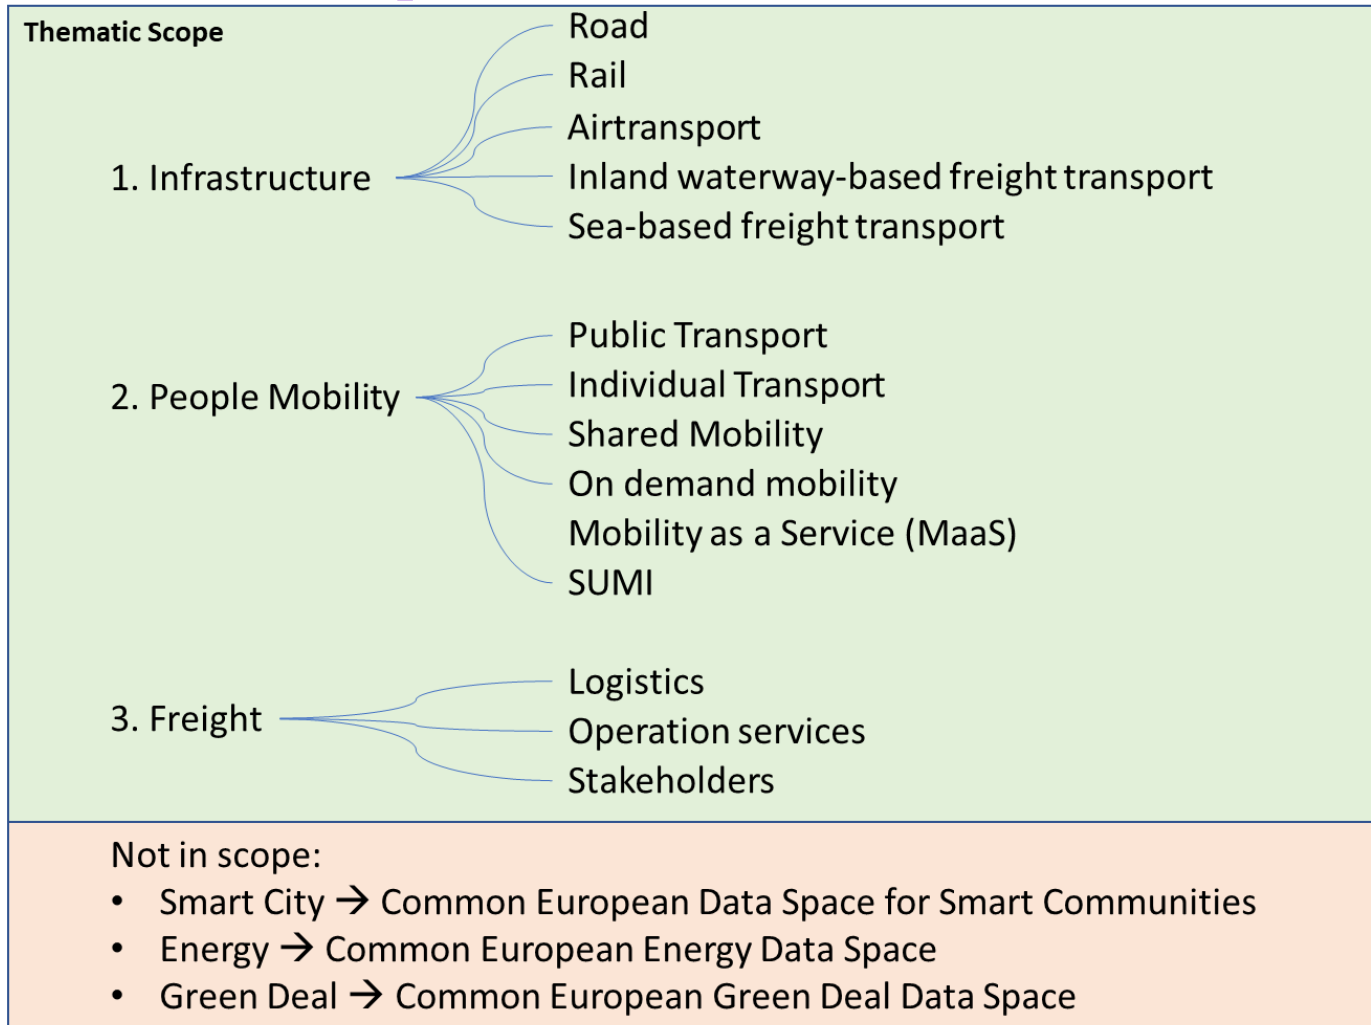 Thematic Scope
1. Infrastructure
Road
Rail
Airtransport
Inland waterway-based freight transport
Sea-based freight transport
2. People Mobility
Public Transport
Individual Transport
Shared Mobility
On demand mobility
Mobility as a Service (MaaS)
SUMI
3. Freight
Logistics
Operation services
Stakeholders
Not in scope:
• Smart City → Common European Data Space for Smart Communities
• Energy → Common European Energy Data Space
• Green Deal → Common European Green Deal Data Space